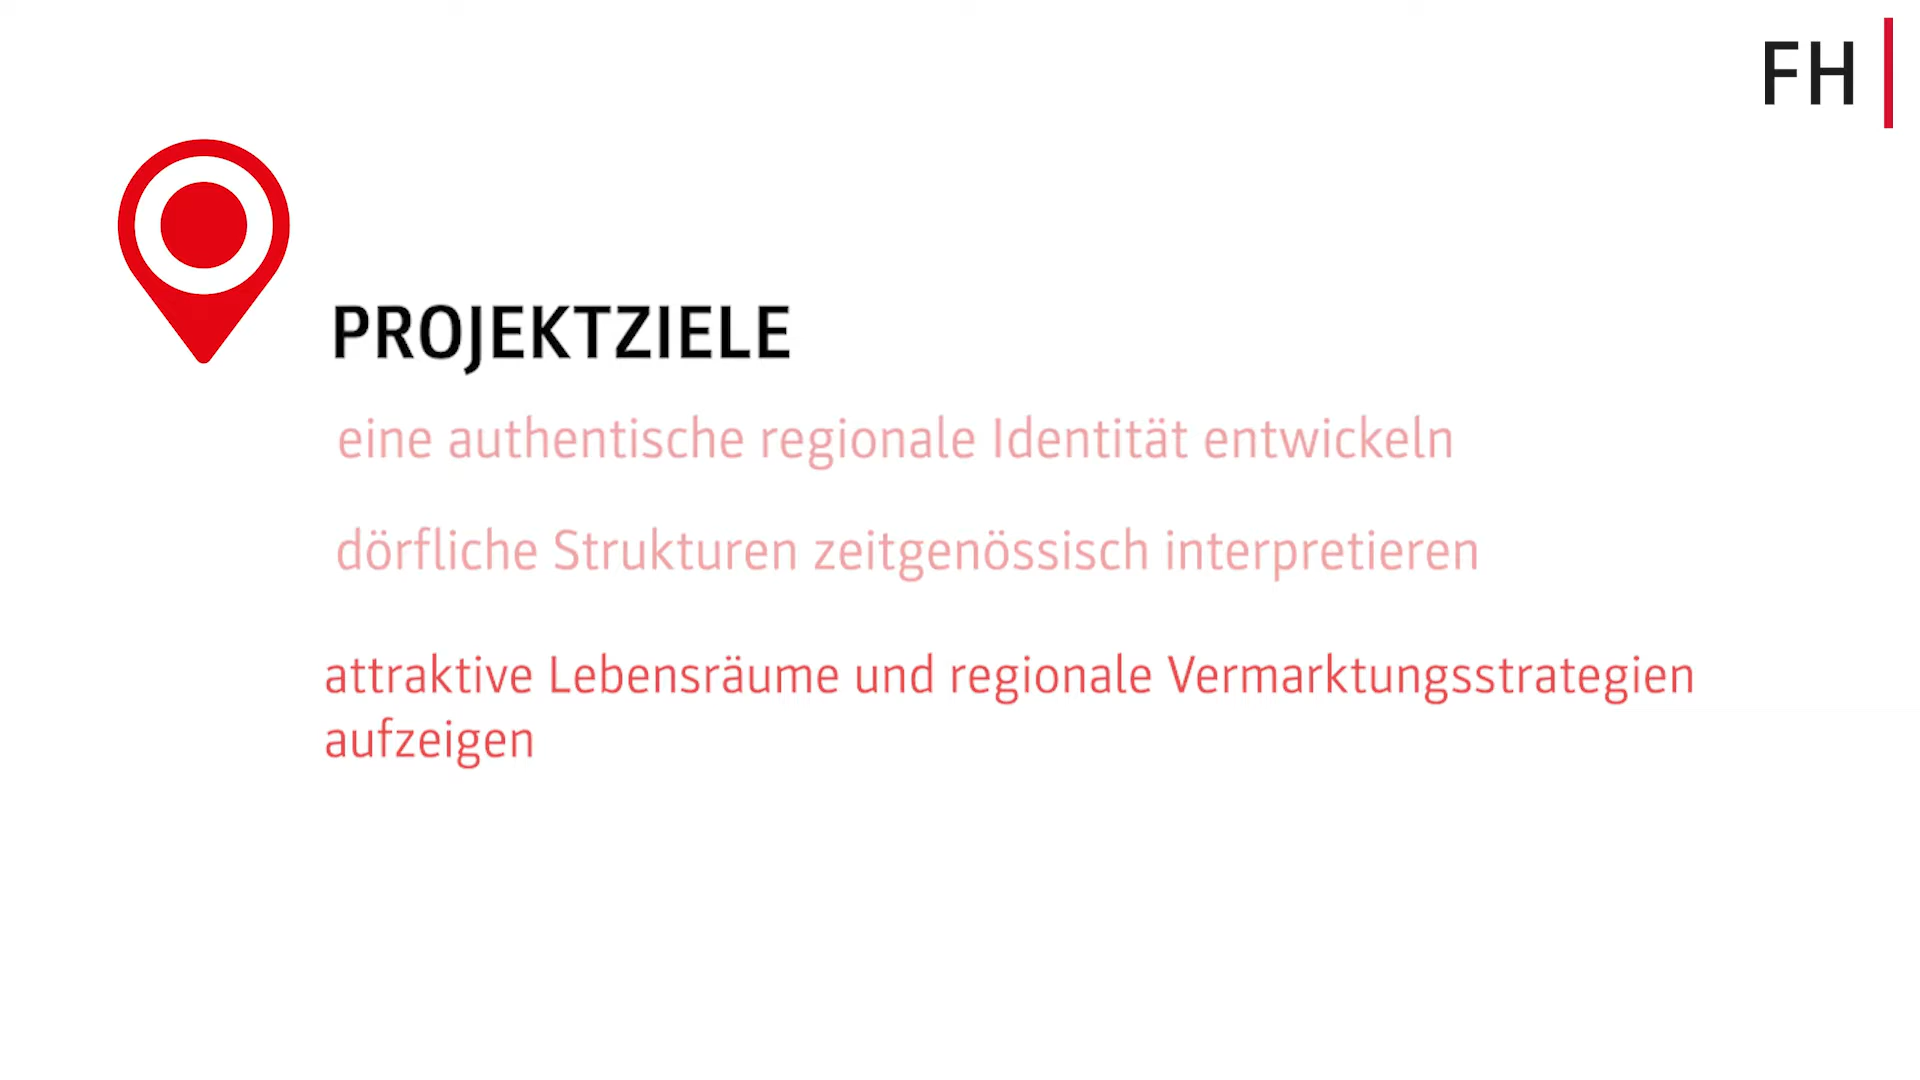 FH
PROJEKTZIELE
eine authentische regionale Identität entwickeln
dörfliche Strukturen zeitgenössisch interpretieren
attraktive Lebensräume und regionale Vermarktungsstrategien
aufzeigen